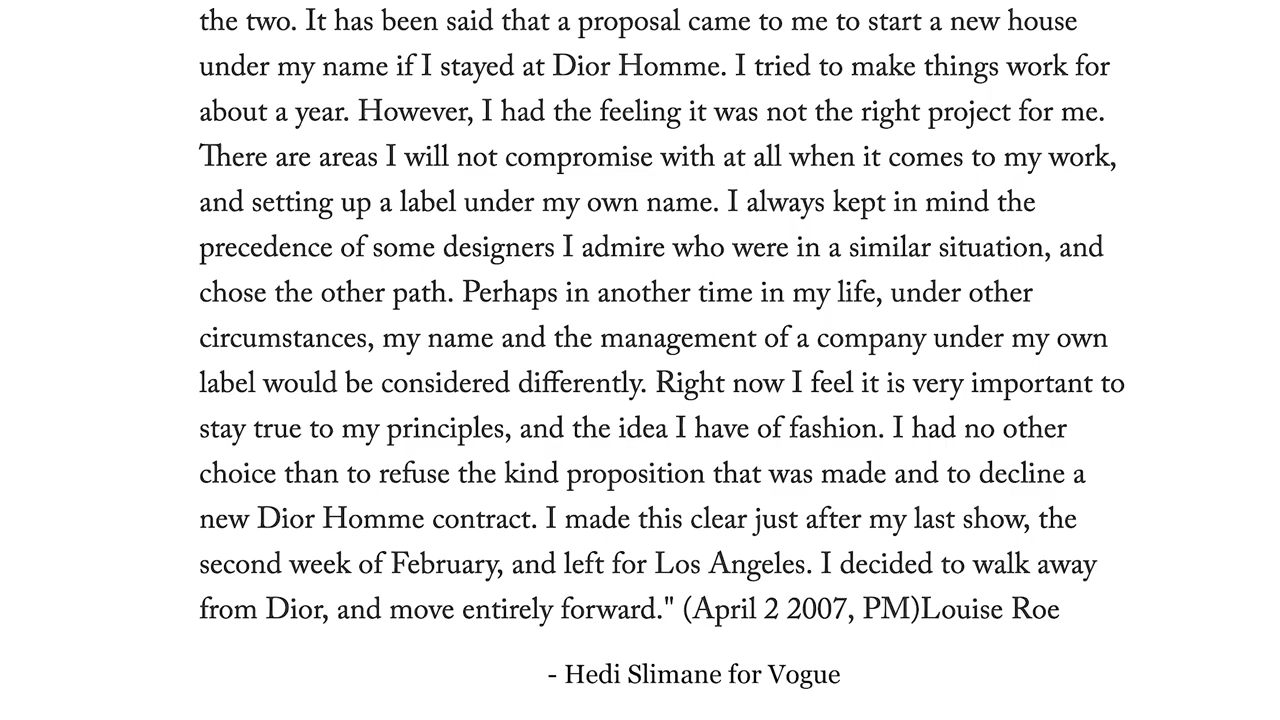 the two. It has been said that a proposal came to me to start a new house
under my name if I stayed at Dior Homme. I tried to make things work for
about a year. However, I had the feeling it was not the right project for me.
There are areas I will not compromise with at all when it comes to my work,
and setting up a label under my own name. I always kept in mind the
precedence of some designers I admire who were in a similar situation, and
chose the other path. Perhaps in another time in my life, under other
circumstances, my name and the management of a company under my own
label would be considered differently. Right now I feel it is very important to
stay true to my principles, and the idea I have of fashion. I had no other
choice than to refuse the kind proposition that was made and to decline a
new Dior Homme contract. I made this clear just after my last show, the
second week of February, and left for Los Angeles. I decided to walk away
from Dior, and move entirely forward." (April 2 2007, PM)Louise Roe
- Hedi Slimane for Vogue